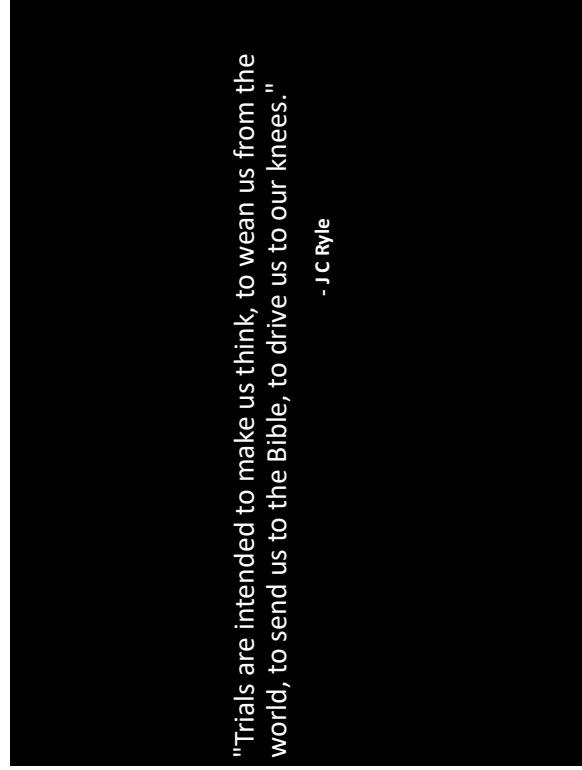 "Trials are intended to make us think, to wean us from the
world, to send us to the Bible, to drive us to our knees."
- J C Ryle